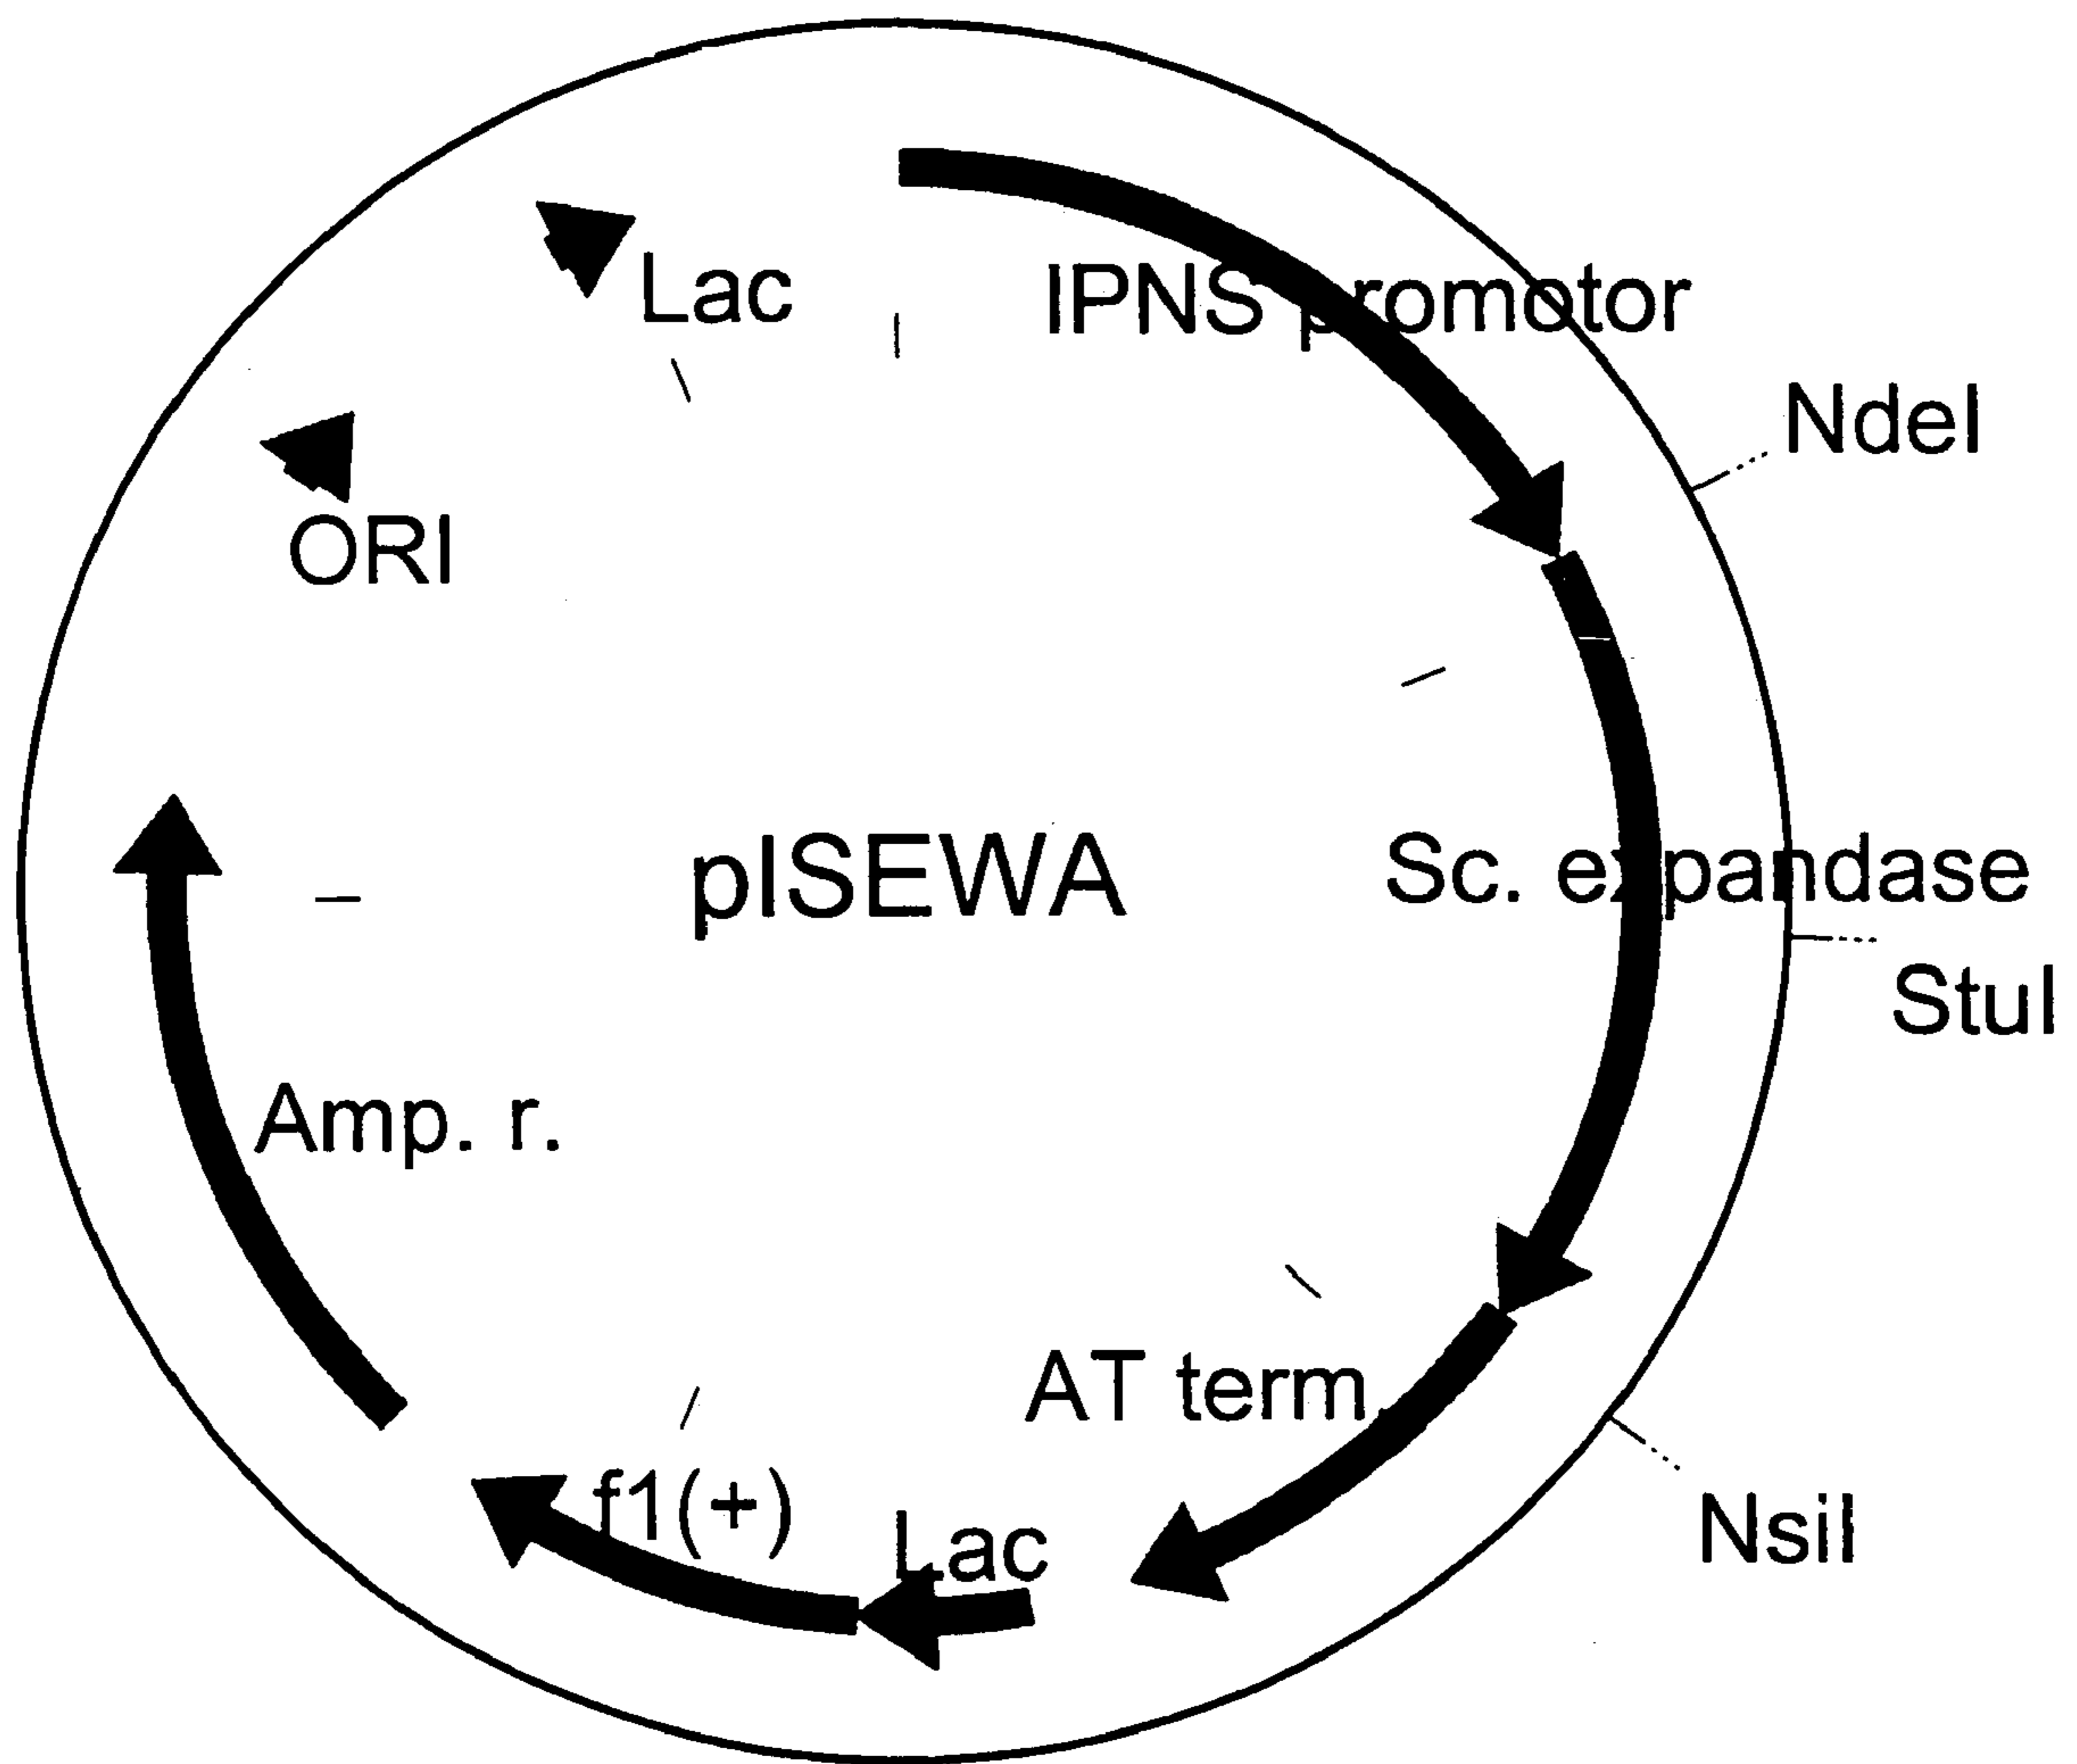 Lac
IPNS promotor
NdeI
ORI
pISEWA
Sc. expandase
StuI
Amp. r.
AT term
f1(+)
Lac
NsiI